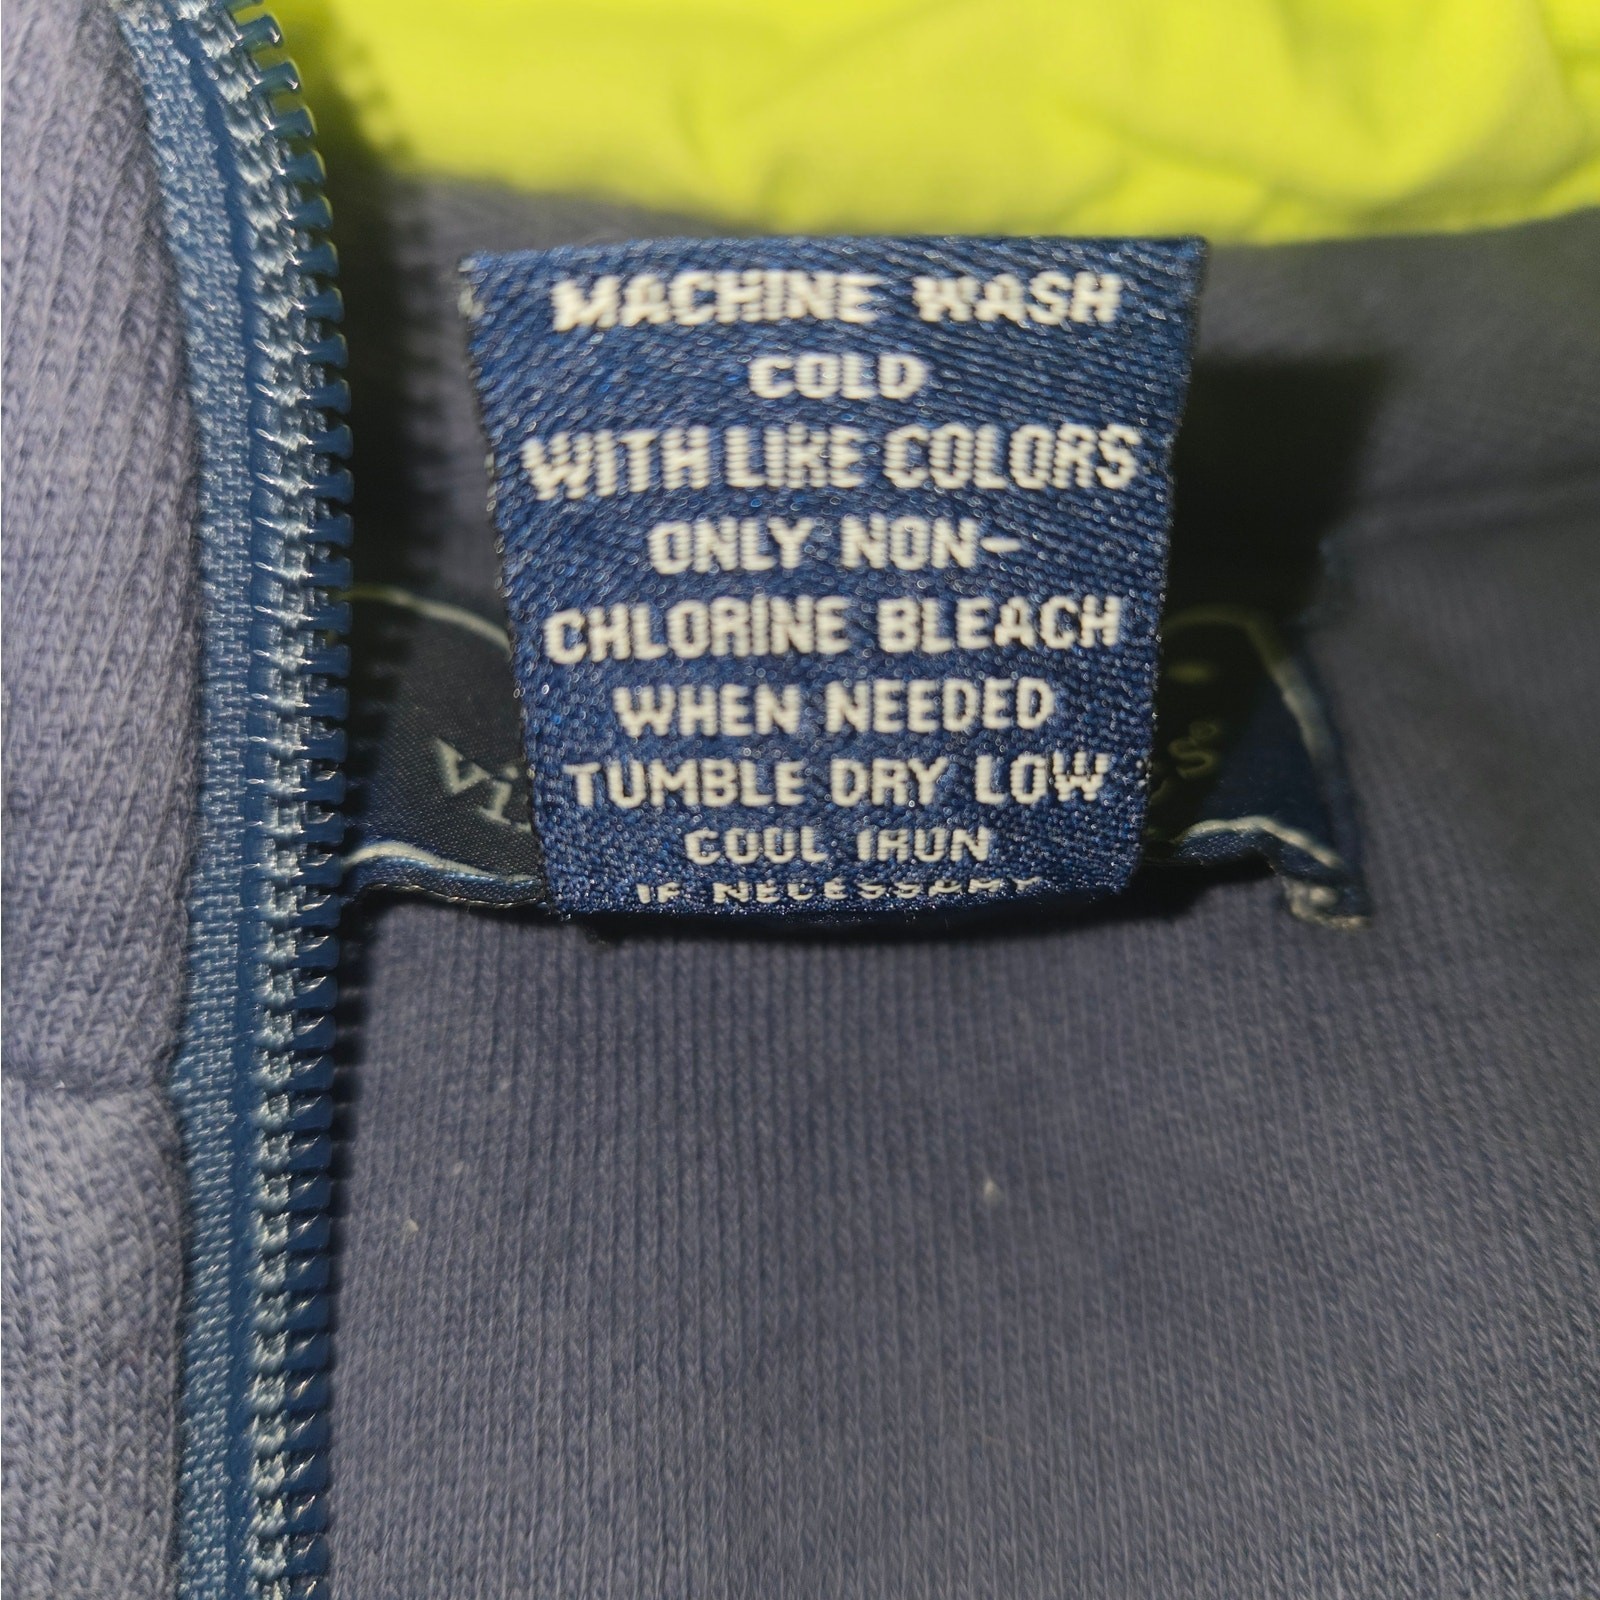 MACHINE WASH
COLD
WITH LIKE COLORS
ONLY NON-
CHLORINE BLEACH
WHEN NEEDED
TUMBLE DRY LOW
COOL IRON
IF NECESSARY